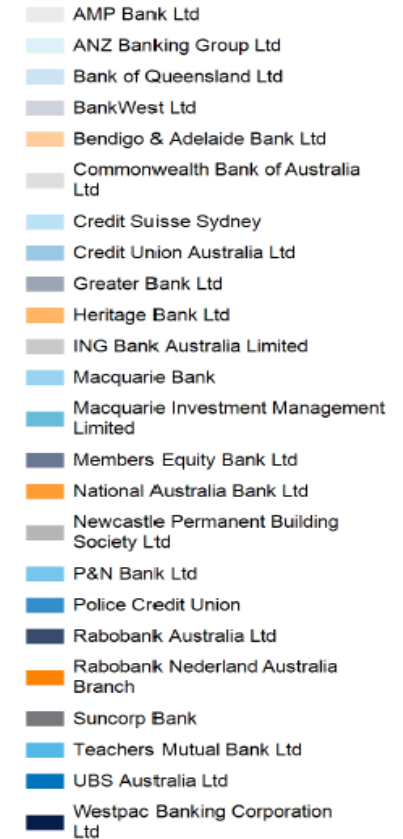 AMP Bank Ltd
ANZ Banking Group Ltd
Bank of Queensland Ltd
BankWest Ltd
Bendigo & Adelaide Bank Ltd
Commonwealth Bank of Australia
Ltd
Credit Suisse Sydney
Credit Union Australia Ltd
Greater Bank Ltd
Heritage Bank Ltd
ING Bank Australia Limited
Macquarie Bank
Macquarie Investment Management
Limited
Members Equity Bank Ltd
National Australia Bank Ltd
Newcastle Permanent Building
Society Ltd
P&N Bank Ltd
Police Credit Union
Rabobank Australia Ltd
Rabobank Nederland Australia
Branch
Suncorp Bank
Teachers Mutual Bank Ltd
UBS Australia Ltd
Westpac Banking Corporation
Ltd